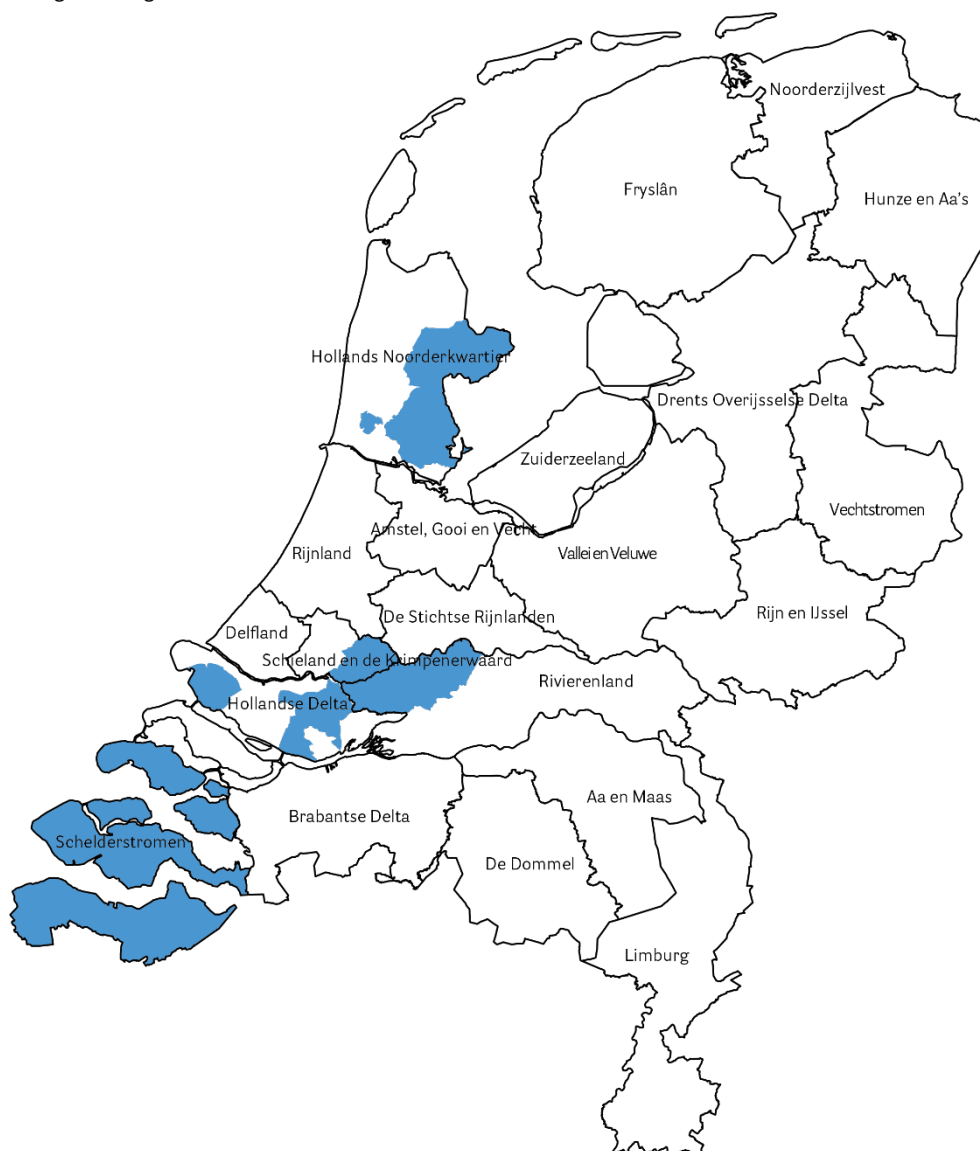 Noorderzijlvest
Fryslân
Hunze en Aa's
Hollands Noorderkwartier
Drents Overijsselse Delta
Zuiderzeeland
Vechtstromen
Amstel, Gooi en Vecht
Rijnland
Vallei en Veluwe
De Stichtse Rijnlanden
Rijn en IJssel
Delfland
Schieland en de Krimpenerwaard
Rivierenland
Hollandse Delta
Aa en Maas
Brabantse Delta
Schelderstromen
De Dommel
Limburg